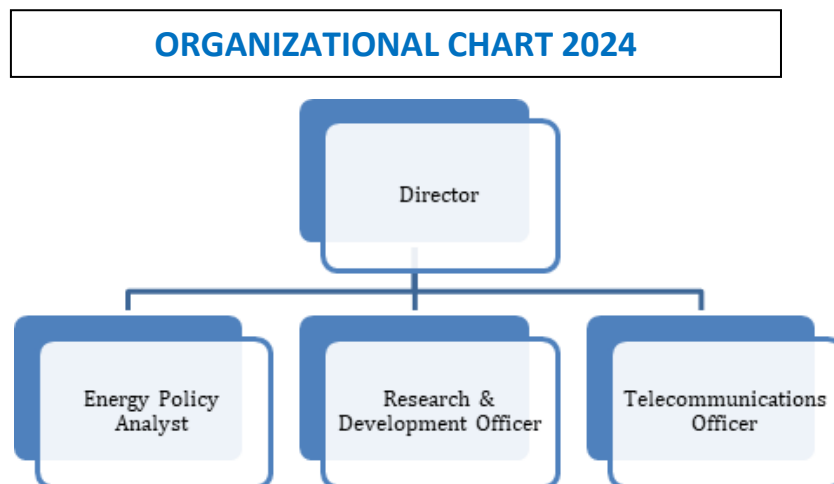 ORGANIZATIONAL CHART 2024
Director
Energy Policy
Analyst
Research &
Development Officer
Telecommunications
Officer